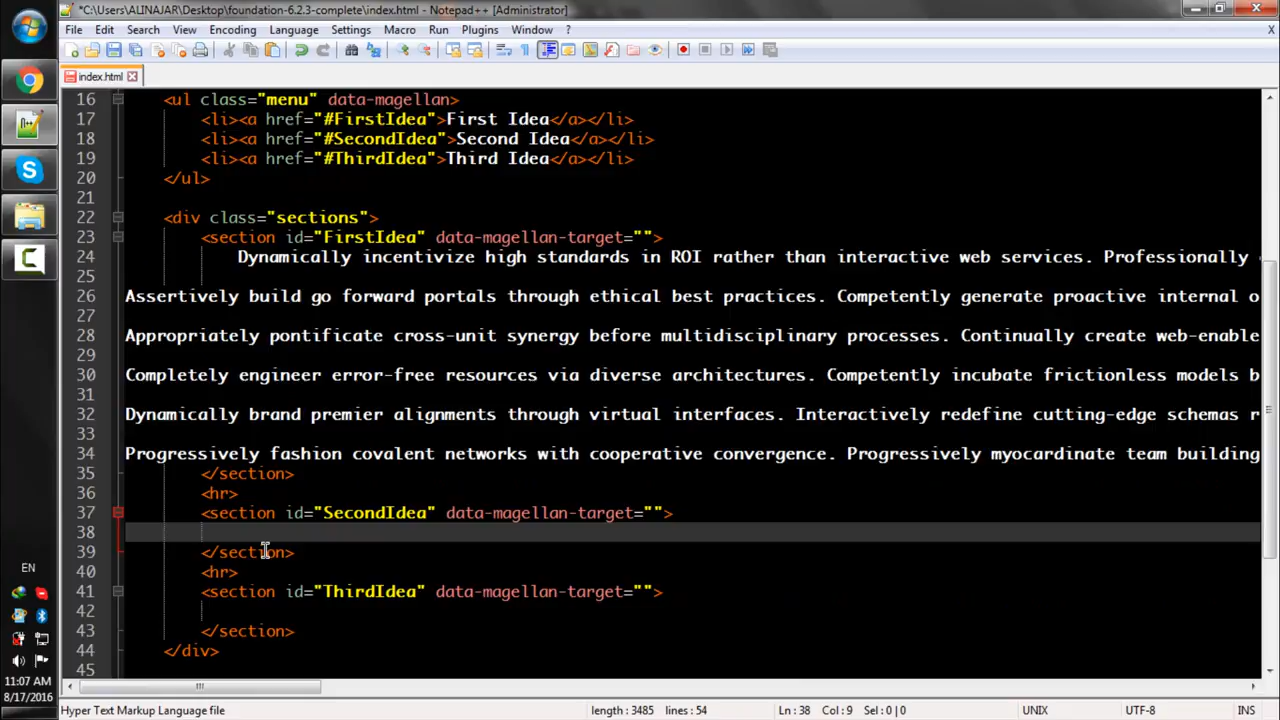 *C:\Users\ALINAJAR\Desktop\foundation-6.2.3-complete\index.html - Notepad++ [Administrator]
File Edit Search View Encoding Language Settings Macro Run Plugins Window ? X
index.html
16 <ul class="menu" data-magellan>
17 <li><a href="#FirstIdea">First Idea</a></li>
18 <li><a href="#SecondIdea">Second Idea</a></li>
19 <li><a href="#ThirdIdea">Third Idea</a></li>
20 </ul>
21
22 <div class="sections">
23 <section id="FirstIdea" data-magellan-target="">
24 Dynamically incentivize high standards in ROI rather than interactive web services. Professionally
25
26 Assertively build go forward portals through ethical best practices. Competently generate proactive internal o
27
28 Appropriately pontificate cross-unit synergy before multidisciplinary processes. Continually create web-enable
29
30 Completely engineer error-free resources via diverse architectures. Competently incubate frictionless models b
31
32 Dynamically brand premier alignments through virtual interfaces. Interactively redefine cutting-edge schemas r
33
34 Progressively fashion covalent networks with cooperative convergence. Progressively myocardinate team building
35 </section>
36 <hr>
37 <section id="SecondIdea" data-magellan-target="">
38
39 </section>
40 <hr>
41 <section id="ThirdIdea" data-magellan-target="">
42
43 </section>
44 </div>
45
EN
11:07 AM
8/17/2016
Hyper Text Markup Language file length : 3485 lines : 54 Ln : 38 Col : 9 Sel : 0 | 0 UNIX UTF-8 INS